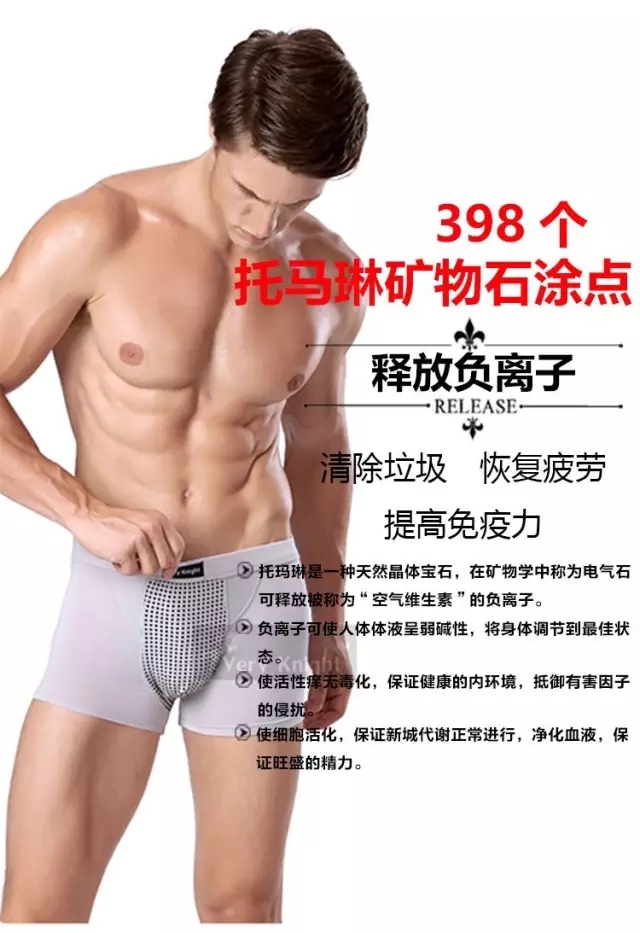 398 个
托马琳矿物石涂点
释放负离子
RELEASE
清除垃圾 恢复疲劳
提高免疫力
托玛琳是一种天然晶体宝石，在矿物学中称为电气石
可释放被称为“空气维生素”的负离子。
负离子可使人体体液呈弱碱性，将身体调节到最佳状
态。
使活性痒无毒化，保证健康的内环境，抵御有害因子
的侵扰。
使细胞活化，保证新城代谢正常进行，净化血液，保
证旺盛的精力。
Knight
Very Knight